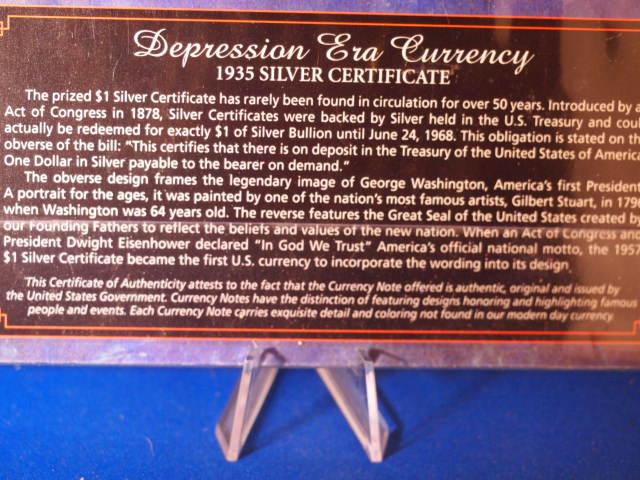 Depression Era Currency
1935 SILVER CERTIFICATE
The prized $1 Silver Certificate has rarely been found in circulation for over 50 years. Introduced by a
Act of Congress in 1878, Silver Certificates were backed by Silver held in the U.S. Treasury and coul
actually be redeemed for exactly $1 of Silver Bullion until June 24, 1968. This obligation is stated on th
obverse of the bill: "This certifies that there is on deposit in the Treasury of the United States of America
One Dollar in Silver payable to the bearer on demand."
The obverse design frames the legendary image of George Washington, America's first Presiden
A portrait for the ages, it was painted by one of the nation's most famous artists, Gilbert Stuart, in 1796
when Washington was 64 years old. The reverse features the Great Seal of the United States created b
our Founding Fathers to reflect the beliefs and values of the new nation. When an Act of Congress and
President Dwight Eisenhower declared "In God We Trust" America's official national motto, the 1957
$1 Silver Certificate became the first U.S. currency to incorporate the wording into its design
This Certificate of Authenticity attests to the fact that the Currency Note offered is authentic, original and issued by
the United States Government. Currency Notes have the distinction of featuring designs honoring and highlighting famous
people and events. Each Currency Note carries exquisite detail and coloring not found in our modern day currency